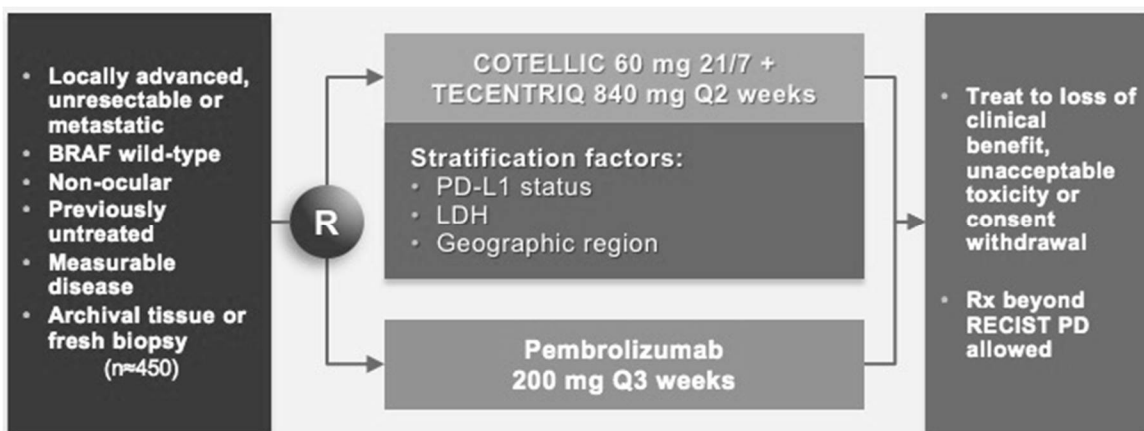 • Locally advanced,
unresectable or
metastatic
• BRAF wild-type
• Non-ocular
• Previously
untreated
• Measurable
disease
• Archival tissue or
fresh biopsy
(n≈450)
R
COTELLIC 60 mg 21/7 +
TECENTRIQ 840 mg Q2 weeks
Stratification factors:
• PD-L1 status
• LDH
• Geographic region
Pembrolizumab
200 mg Q3 weeks
• Treat to loss of
clinical
benefit,
unacceptable
toxicity or
consent
withdrawal
• Rx beyond
RECIST PD
allowed